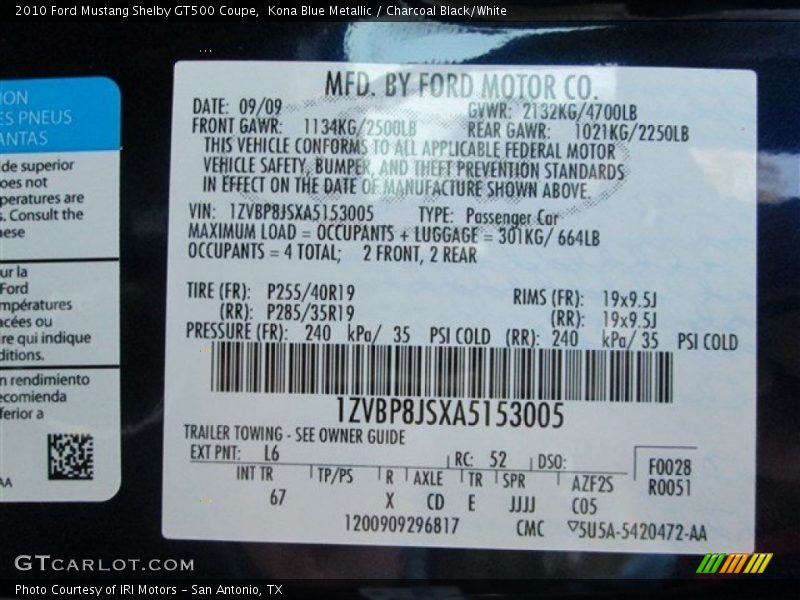 2010 Ford Mustang Shelby GT500 Coupe,  Kona Blue Metallic / Charcoal Black/White
ION
ES PNEUS
ANTAS
de superior
oes not
peratures are
s. Consult the
ese
ur la
Ford
mpératures
acées ou
re qui indique
ditions.
n rendimiento
ecomienda
ferior a
AA
MFD. BY FORD MOTOR CO.
DATE: 09/09 GVWR: 2132KG/4700LB
FRONT GAWR: 1134KG/2500LB REAR GAWR: 1021KG/2250LB
THIS VEHICLE CONFORMS TO ALL APPLICABLE FEDERAL MOTOR
VEHICLE SAFETY, BUMPER, AND THEFT PREVENTION STANDARDS
IN EFFECT ON THE DATE OF MANUFACTURE SHOWN ABOVE.
VIN: 1ZVBP8JSXA5153005 TYPE: Passenger Car
MAXIMUM LOAD = OCCUPANTS + LUGGAGE = 301KG/ 664LB
OCCUPANTS = 4 TOTAL; 2 FRONT, 2 REAR
TIRE (FR): P255/40R19 RIMS (FR): 19x9.5J
(RR): P285/35R19 (RR): 19x9.5J
PRESSURE (FR): 240 kPa/ 35 PSI COLD (RR): 240 kPa/ 35 PSI COLD
1ZVBP8JSXA5153005
TRAILER TOWING - SEE OWNER GUIDE
EXT PNT: L6 RC: 52 DSO: F0028
INT TR TP/PS R AXLE TR SPR AZF2S R0051
67 X CD E JJJJ C05
1200909296817 CMC ▽5U5A-5420472-AA
GTcarlot.com
Photo Courtesy of IRI Motors - San Antonio, TX